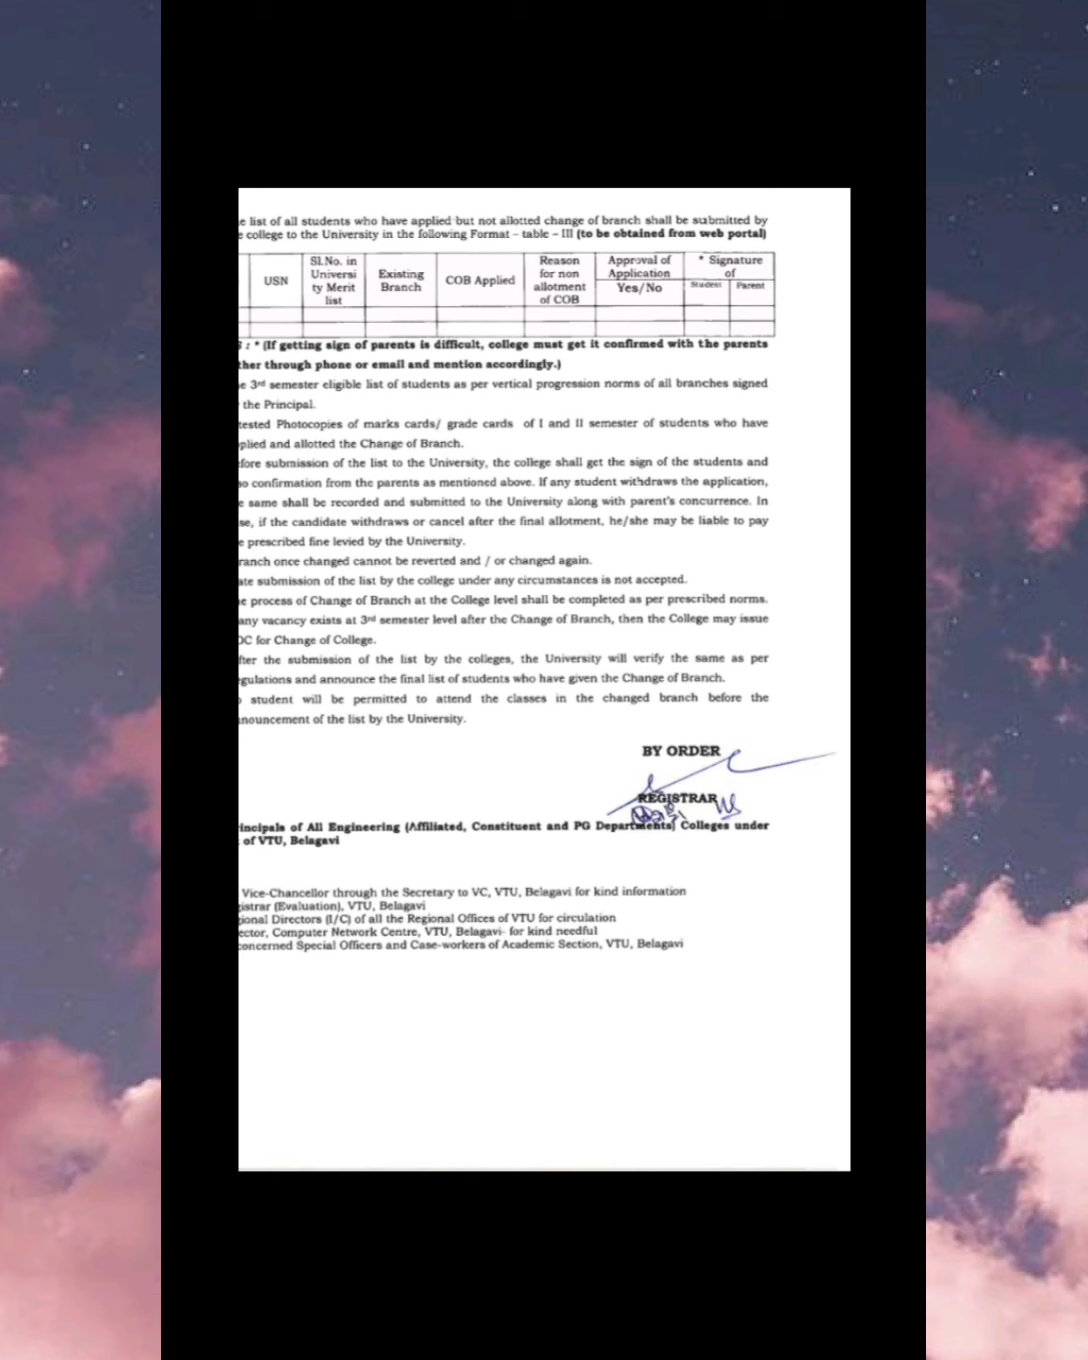 e list of all students who have applied but not allotted change of branch shall be submitted by
e college to the University in the following Format – table – III (to be obtained from web portal)
USN
Sl.No. in Universi ty Merit list
Existing Branch
COB Applied
Reason for non allotment of COB
Approval of Application Yes/No
* Signature of
Student
Parent
: * (If getting sign of parents is difficult, college must get it confirmed with the parents
ther through phone or email and mention accordingly.)
e 3rd semester eligible list of students as per vertical progression norms of all branches signed
the Principal.
tested Photocopies of marks cards/ grade cards of I and II semester of students who have
plied and allotted the Change of Branch.
fore submission of the list to the University, the college shall get the sign of the students and
so confirmation from the parents as mentioned above. If any student withdraws the application,
e same shall be recorded and submitted to the University along with parent's concurrence. In
se, if the candidate withdraws or cancel after the final allotment, he/she may be liable to pay
e prescribed fine levied by the University.
ranch once changed cannot be reverted and / or changed again.
ate submission of the list by the college under any circumstances is not accepted.
e process of Change of Branch at the College level shall be completed as per prescribed norms.
any vacancy exists at 3rd semester level after the Change of Branch, then the College may issue
OC for Change of College.
fter the submission of the list by the colleges, the University will verify the same as per
gulations and announce the final list of students who have given the Change of Branch.
o student will be permitted to attend the classes in the changed branch before the
nouncement of the list by the University.
BY ORDER
REGISTRAR
incipals of All Engineering (Affiliated, Constituent and PG Departments) Colleges under
of VTU, Belagavi
Vice-Chancellor through the Secretary to VC, VTU, Belagavi for kind information
gistrar (Evaluation), VTU, Belagavi
gional Directors (I/C) of all the Regional Offices of VTU for circulation
ector, Computer Network Centre, VTU, Belagavi- for kind needful
concerned Special Officers and Case-workers of Academic Section, VTU, Belagavi